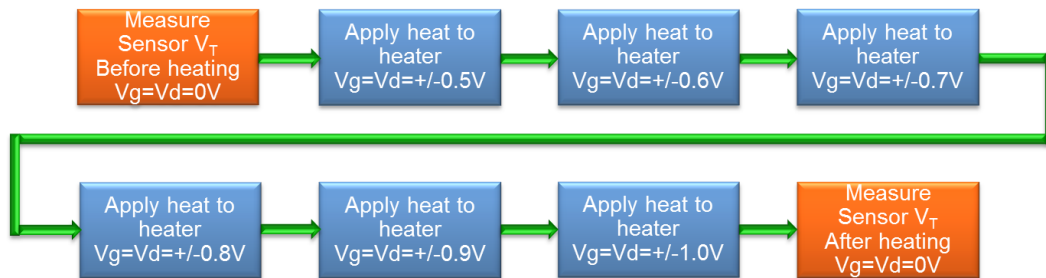 Measure
Sensor V_T
Before heating
Vg=Vd=0V
Apply heat to
heater
Vg=Vd=+/-0.5V
Apply heat to
heater
Vg=Vd=+/-0.6V
Apply heat to
heater
Vg=Vd=+/-0.7V
Apply heat to
heater
Vg=Vd=+/-0.8V
Apply heat to
heater
Vg=Vd=+/-0.9V
Apply heat to
heater
Vg=Vd=+/-1.0V
Measure
Sensor V_T
After heating
Vg=Vd=0V